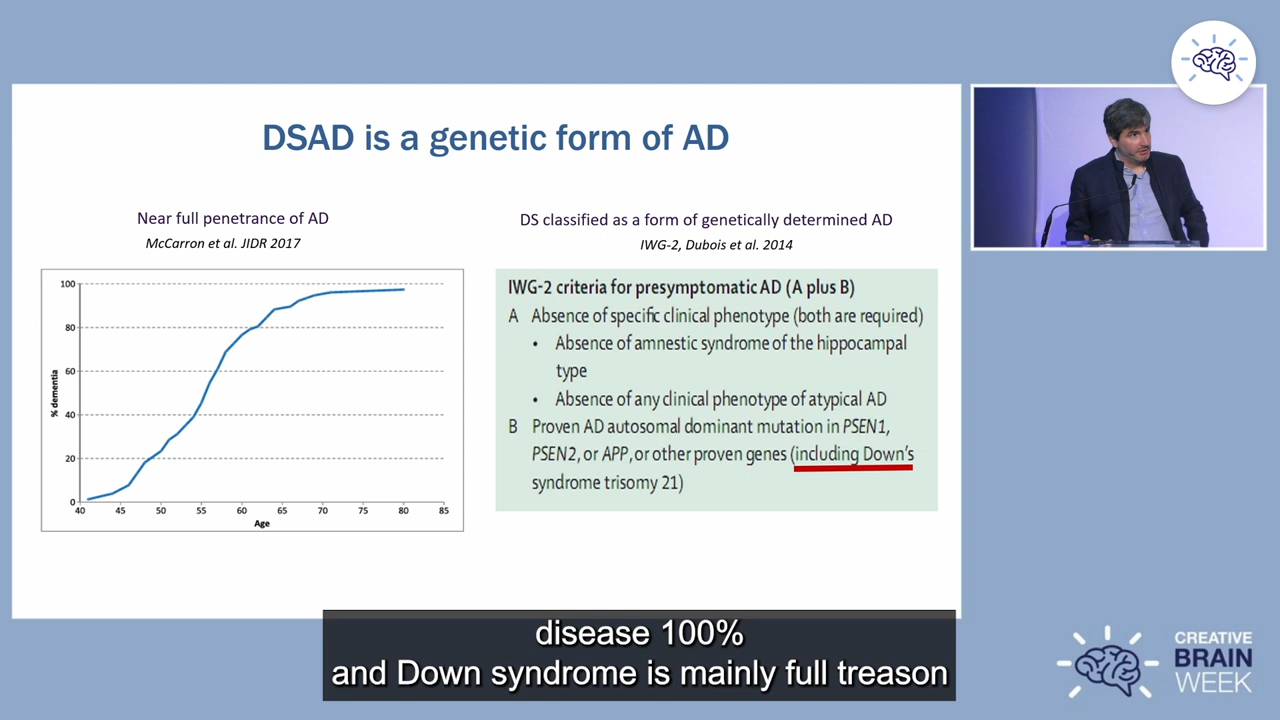 DSAD is a genetic form of AD
Near full penetrance of AD
McCarron et al. JIDR 2017
100
80
60
40
20
0
% dementia
40 45 50 55 60 65 70 75 80 85
Age
DS classified as a form of genetically determined AD
IWG-2, Dubois et al. 2014
IWG-2 criteria for presymptomatic AD (A plus B)
A Absence of specific clinical phenotype (both are required)
• Absence of amnestic syndrome of the hippocampal
type
• Absence of any clinical phenotype of atypical AD
B Proven AD autosomal dominant mutation in PSEN1,
PSEN2, or APP, or other proven genes (including Down's
syndrome trisomy 21)
disease 100%
and Down syndrome is mainly full treason
CREATIVE
BRAIN
WEEK